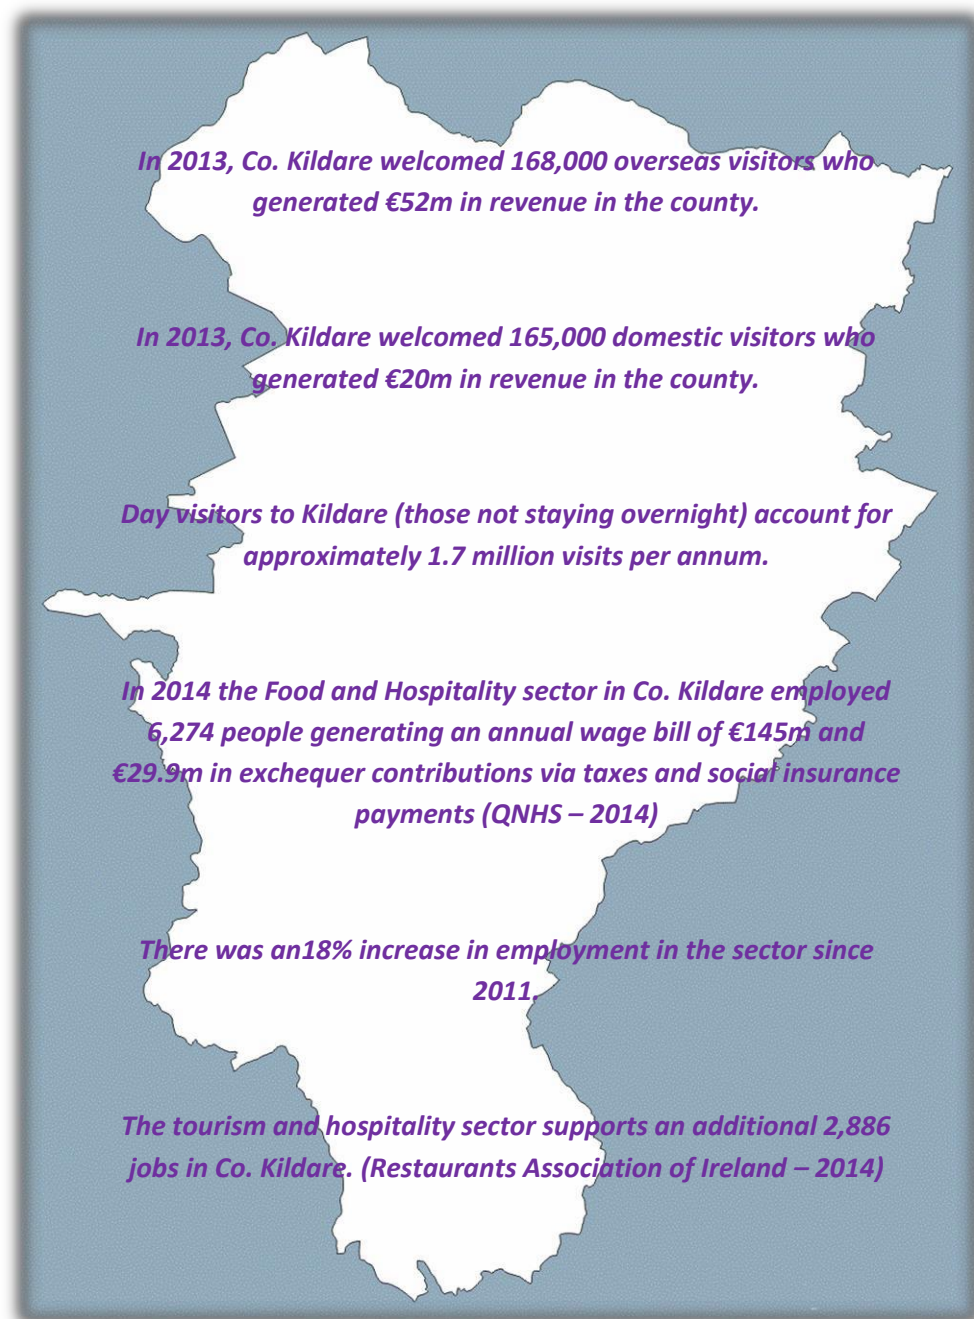 In 2013, Co. Kildare welcomed 168,000 overseas visitors who
generated €52m in revenue in the county.
In 2013, Co. Kildare welcomed 165,000 domestic visitors who
generated €20m in revenue in the county.
Day visitors to Kildare (those not staying overnight) account for
approximately 1.7 million visits per annum.
In 2014 the Food and Hospitality sector in Co. Kildare employed
6,274 people generating an annual wage bill of €145m and
€29.9m in exchequer contributions via taxes and social insurance
payments (QNHS – 2014)
There was an18% increase in employment in the sector since
2011.
The tourism and hospitality sector supports an additional 2,886
jobs in Co. Kildare. (Restaurants Association of Ireland – 2014)